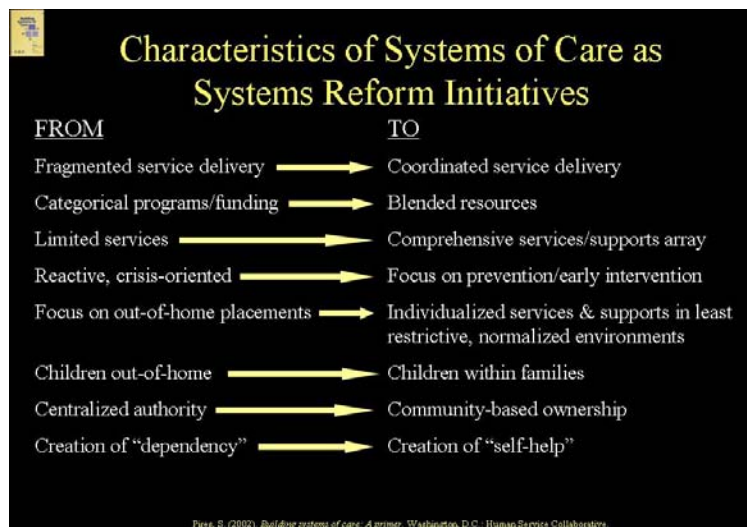 Characteristics of Systems of Care as
Systems Reform Initiatives
FROM TO
Fragmented service delivery Coordinated service delivery
Categorical programs/funding Blended resources
Limited services Comprehensive services/supports array
Reactive, crisis-oriented Focus on prevention/early intervention
Focus on out-of-home placements Individualized services & supports in least
restrictive, normalized environments
Children out-of-home Children within families
Centralized authority Community-based ownership
Creation of “dependency” Creation of “self-help”
Pires, S. (2002). Building systems of care: A primer. Washington, D.C.: Human Service Collaborative.